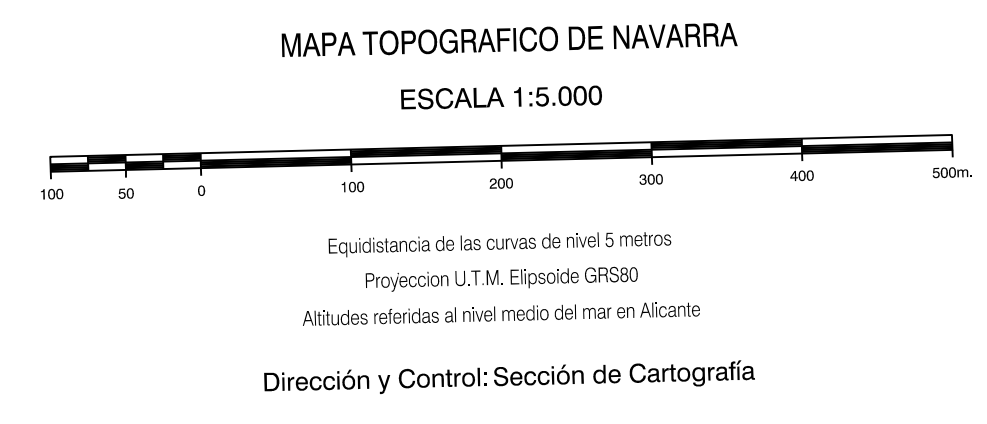 MAPA TOPOGRAFICO DE NAVARRA
ESCALA 1:5.000
100 50 0 100 200 300 400 500m.
Equidistancia de las curvas de nivel 5 metros
Proyeccion U.T.M. Elipsoide GRS80
Altitudes referidas al nivel medio del mar en Alicante
Dirección y Control: Sección de Cartografía